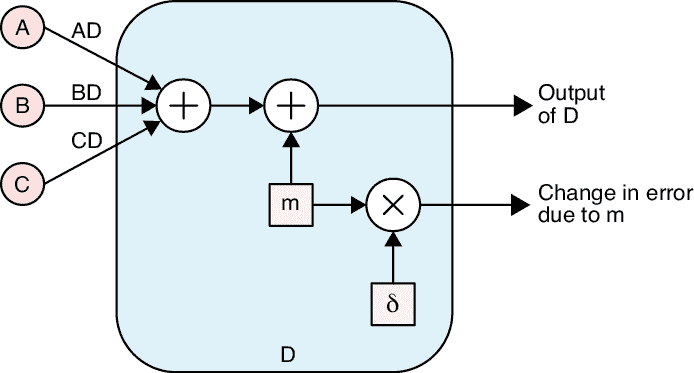 A
AD
B
BD
C
CD
Output
of D
m
Change in error
due to m
δ
D